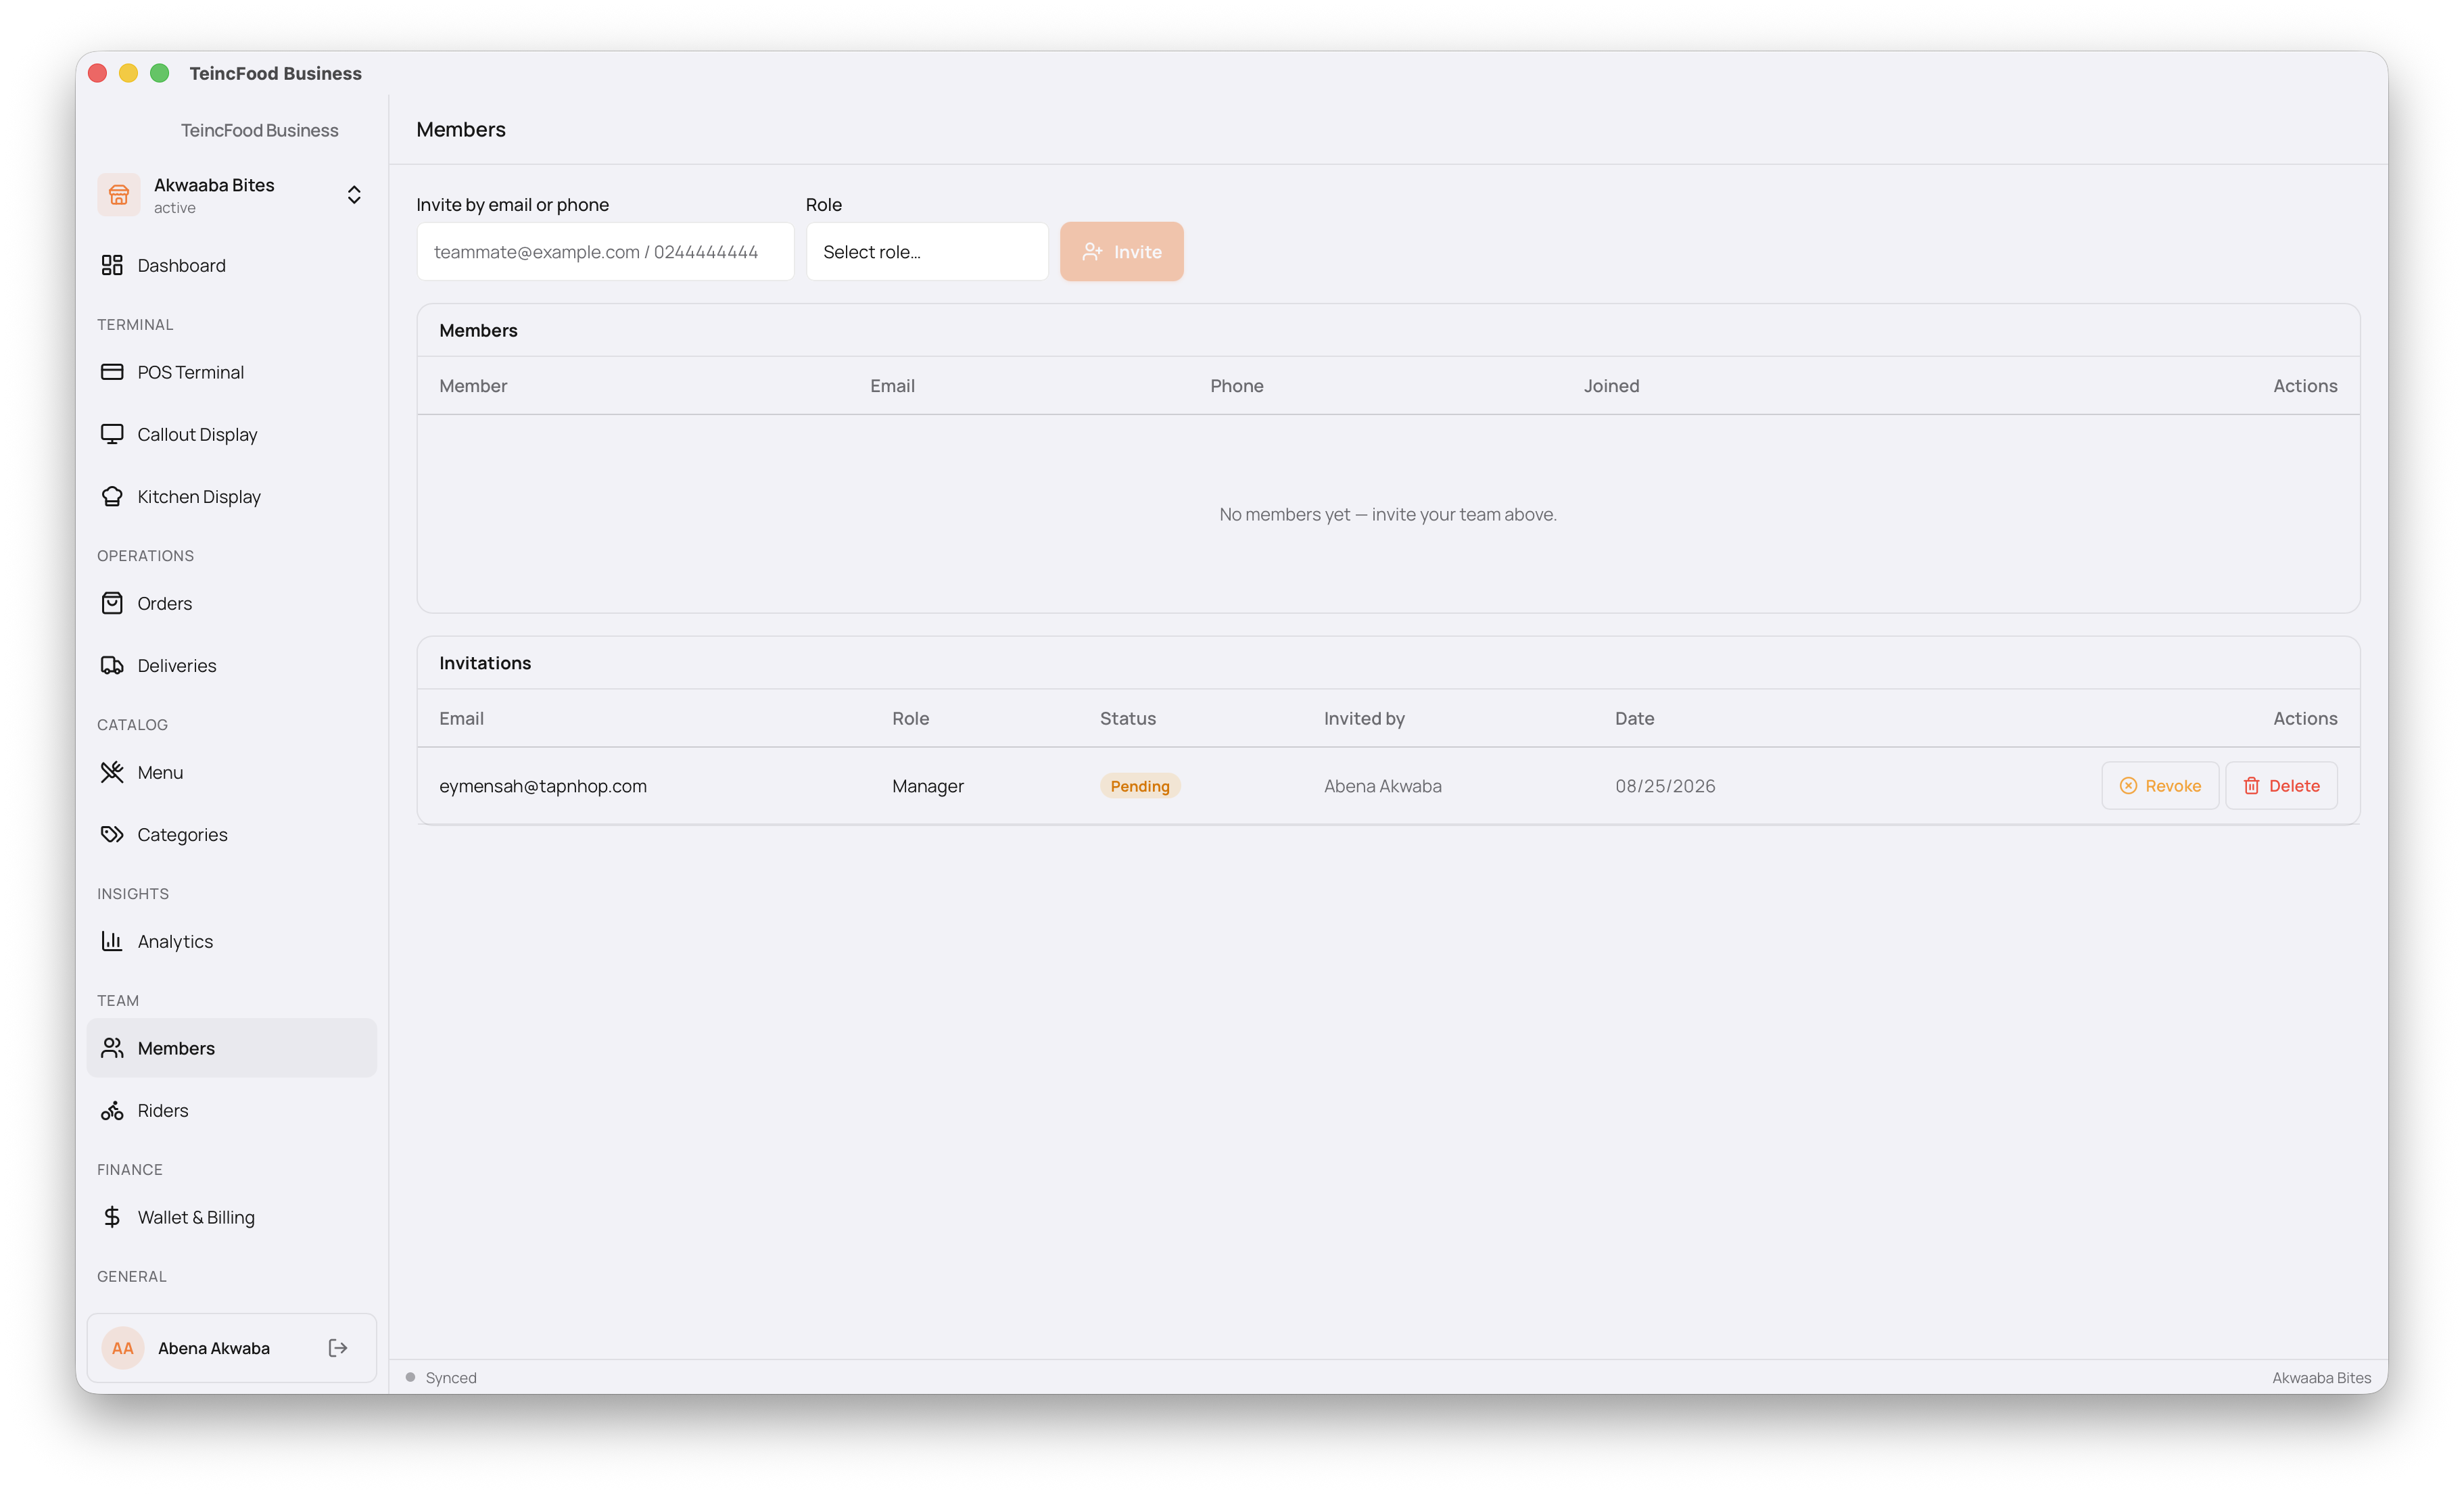 TeincFood Business
TeincFood Business
Akwaaba Bites
active
Dashboard
TERMINAL
POS Terminal
Callout Display
Kitchen Display
OPERATIONS
Orders
Deliveries
CATALOG
Menu
Categories
INSIGHTS
Analytics
TEAM
Members
Riders
FINANCE
Wallet & Billing
GENERAL
AA Abena Akwaba
Members
Invite by email or phone Role
teammate@example.com / 0244444444 Select role... Invite
Members
Member Email Phone Joined Actions
No members yet — invite your team above.
Invitations
Email Role Status Invited by Date Actions
eymensah@tapnhop.com Manager Pending Abena Akwaba 08/25/2026 Revoke Delete
Synced Akwaaba Bites